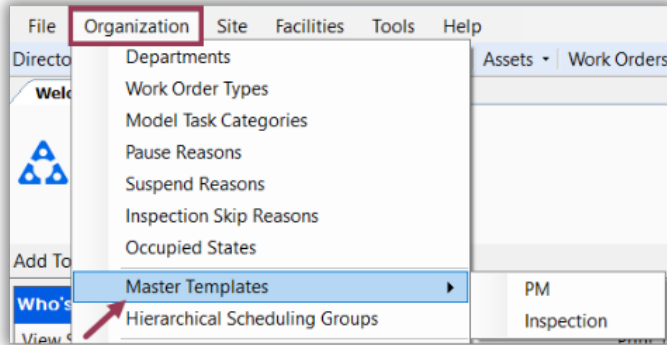 File Organization Site Facilities Tools Help
Directo Departments Assets Work Orders
Welc Work Order Types
Model Task Categories
Pause Reasons
Suspend Reasons
Inspection Skip Reasons
Occupied States
Add To
Master Templates PM
Who's
Hierarchical Scheduling Groups Inspection
View S